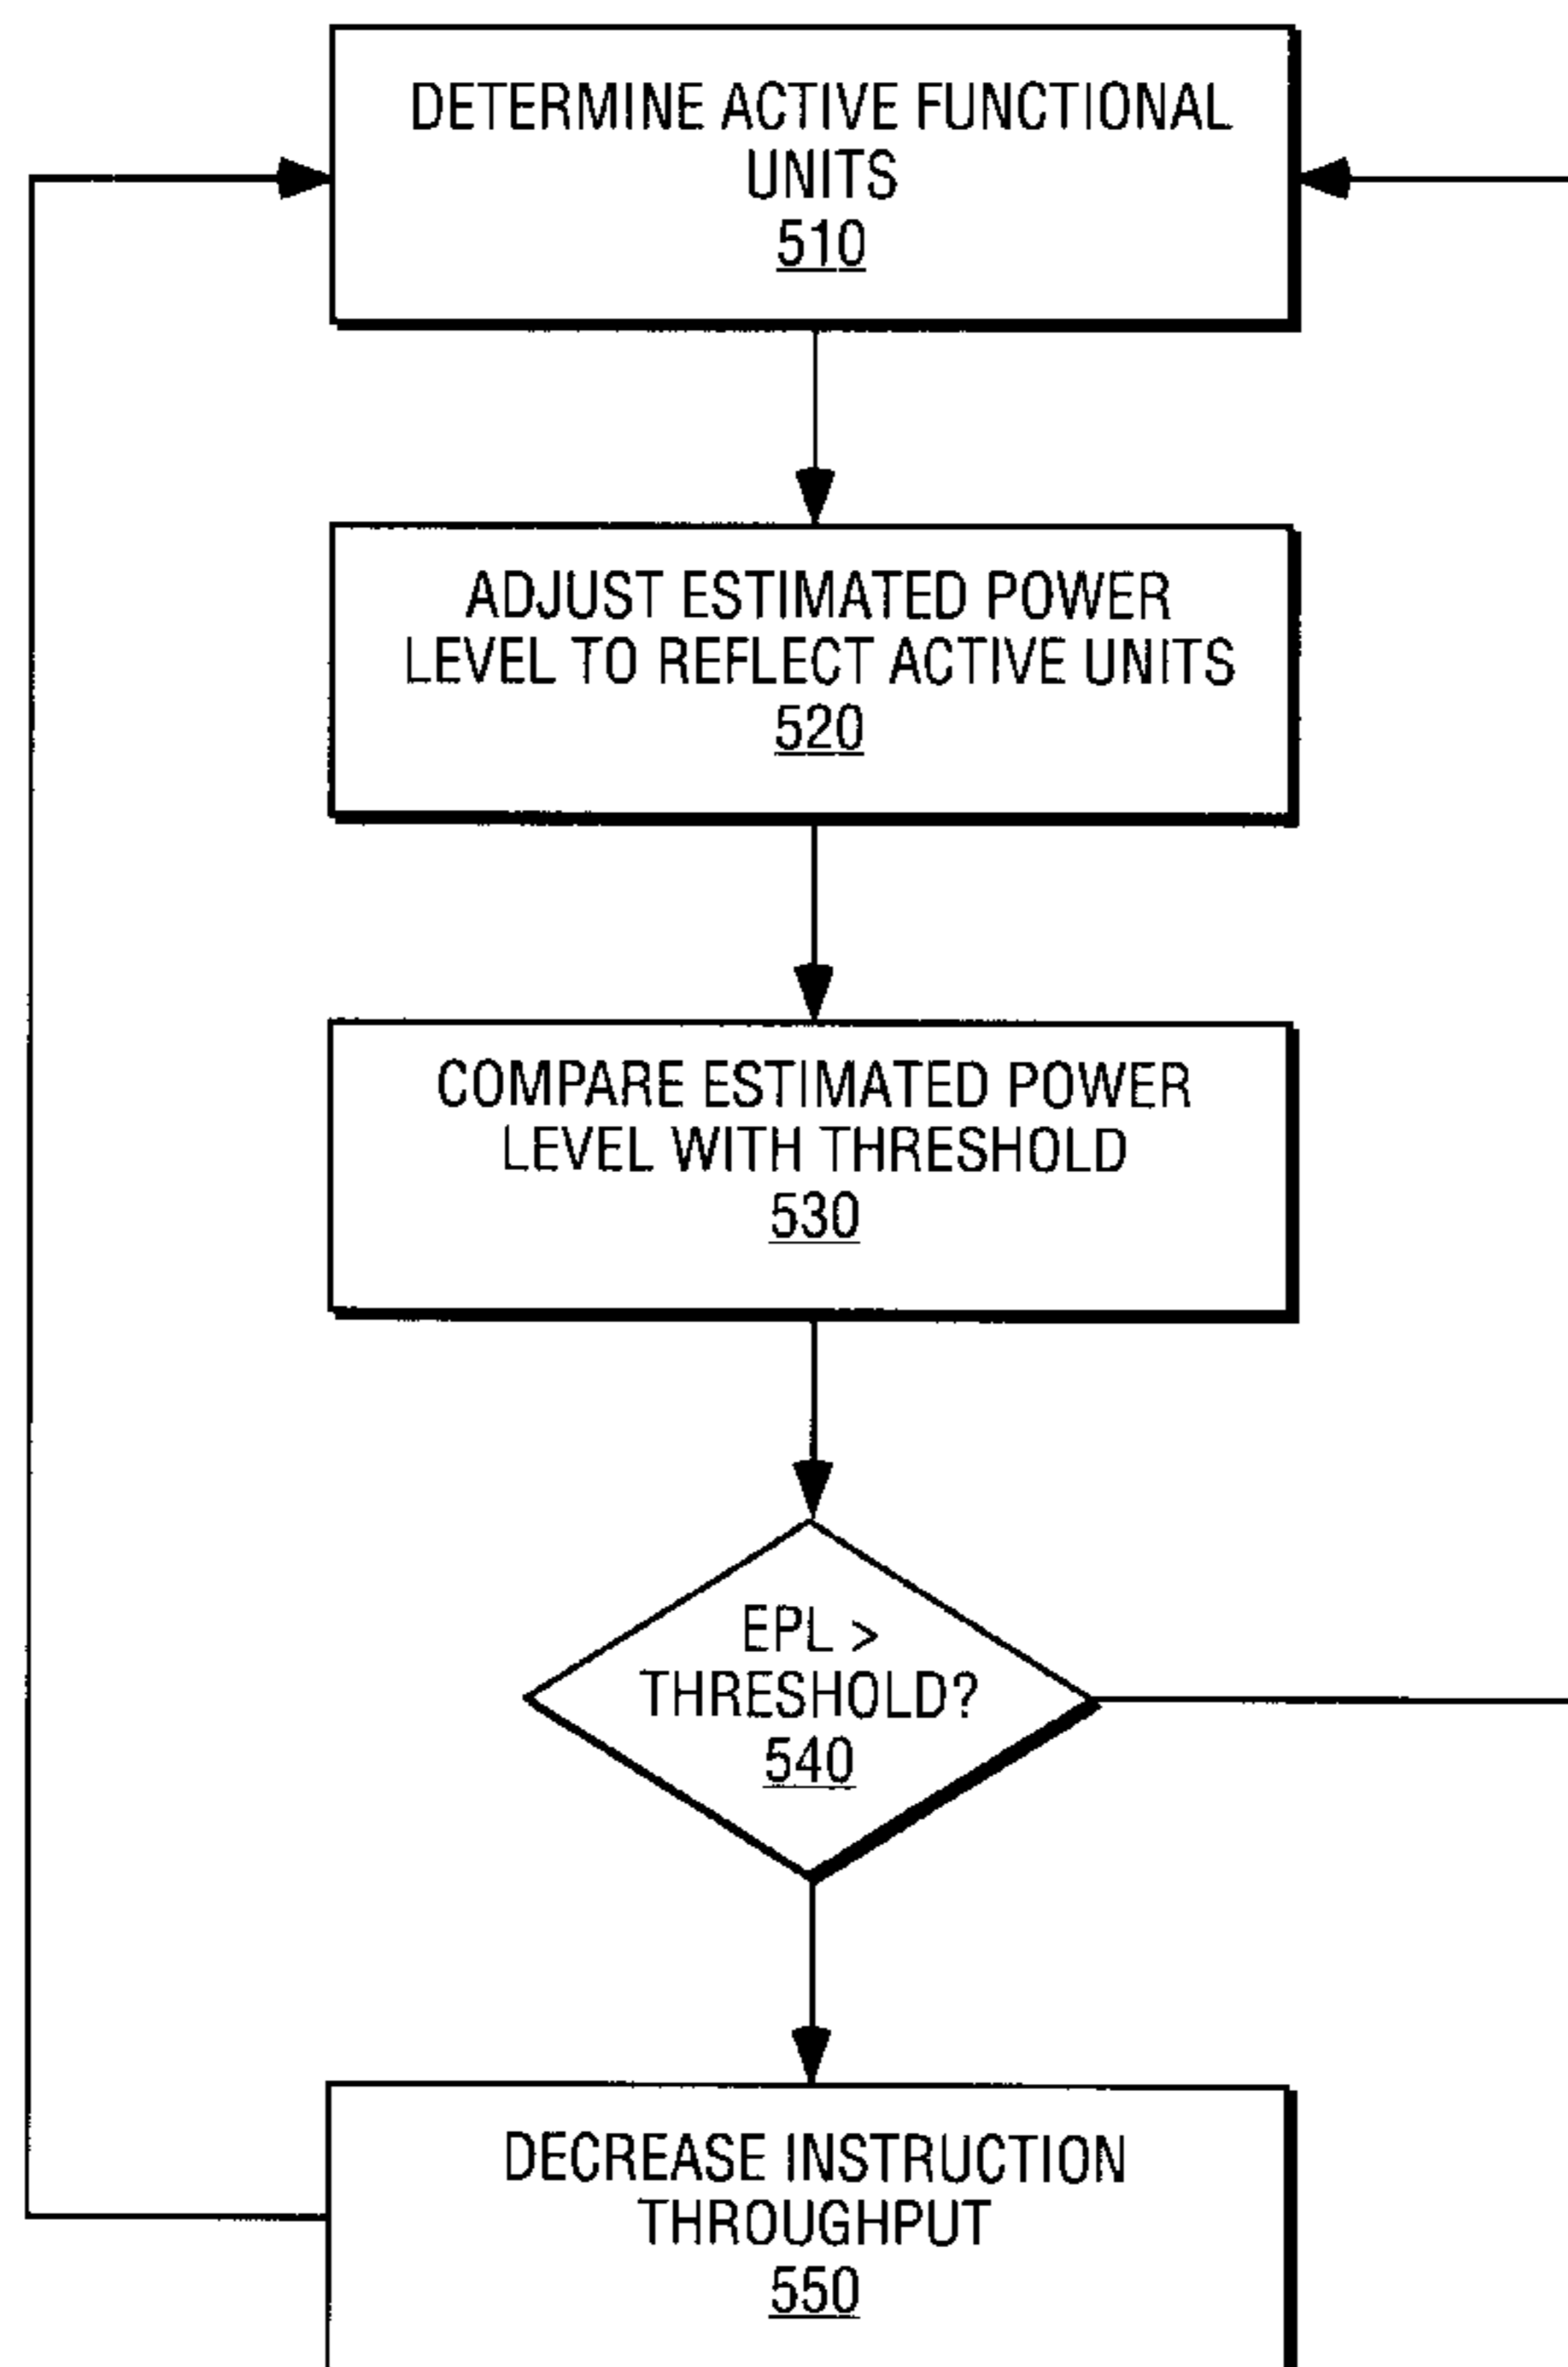 DETERMINE ACTIVE FUNCTIONAL
UNITS
510
ADJUST ESTIMATED POWER
LEVEL TO REFLECT ACTIVE UNITS
520
COMPARE ESTIMATED POWER
LEVEL WITH THRESHOLD
530
EPL >
THRESHOLD?
540
DECREASE INSTRUCTION
THROUGHPUT
550